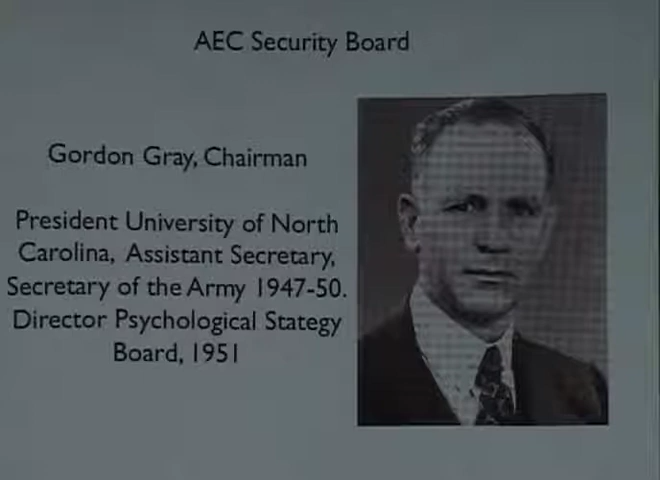 AEC Security Board
Gordon Gray, Chairman
President University of North
Carolina, Assistant Secretary,
Secretary of the Army 1947-50.
Director Psychological Stategy
Board, 1951